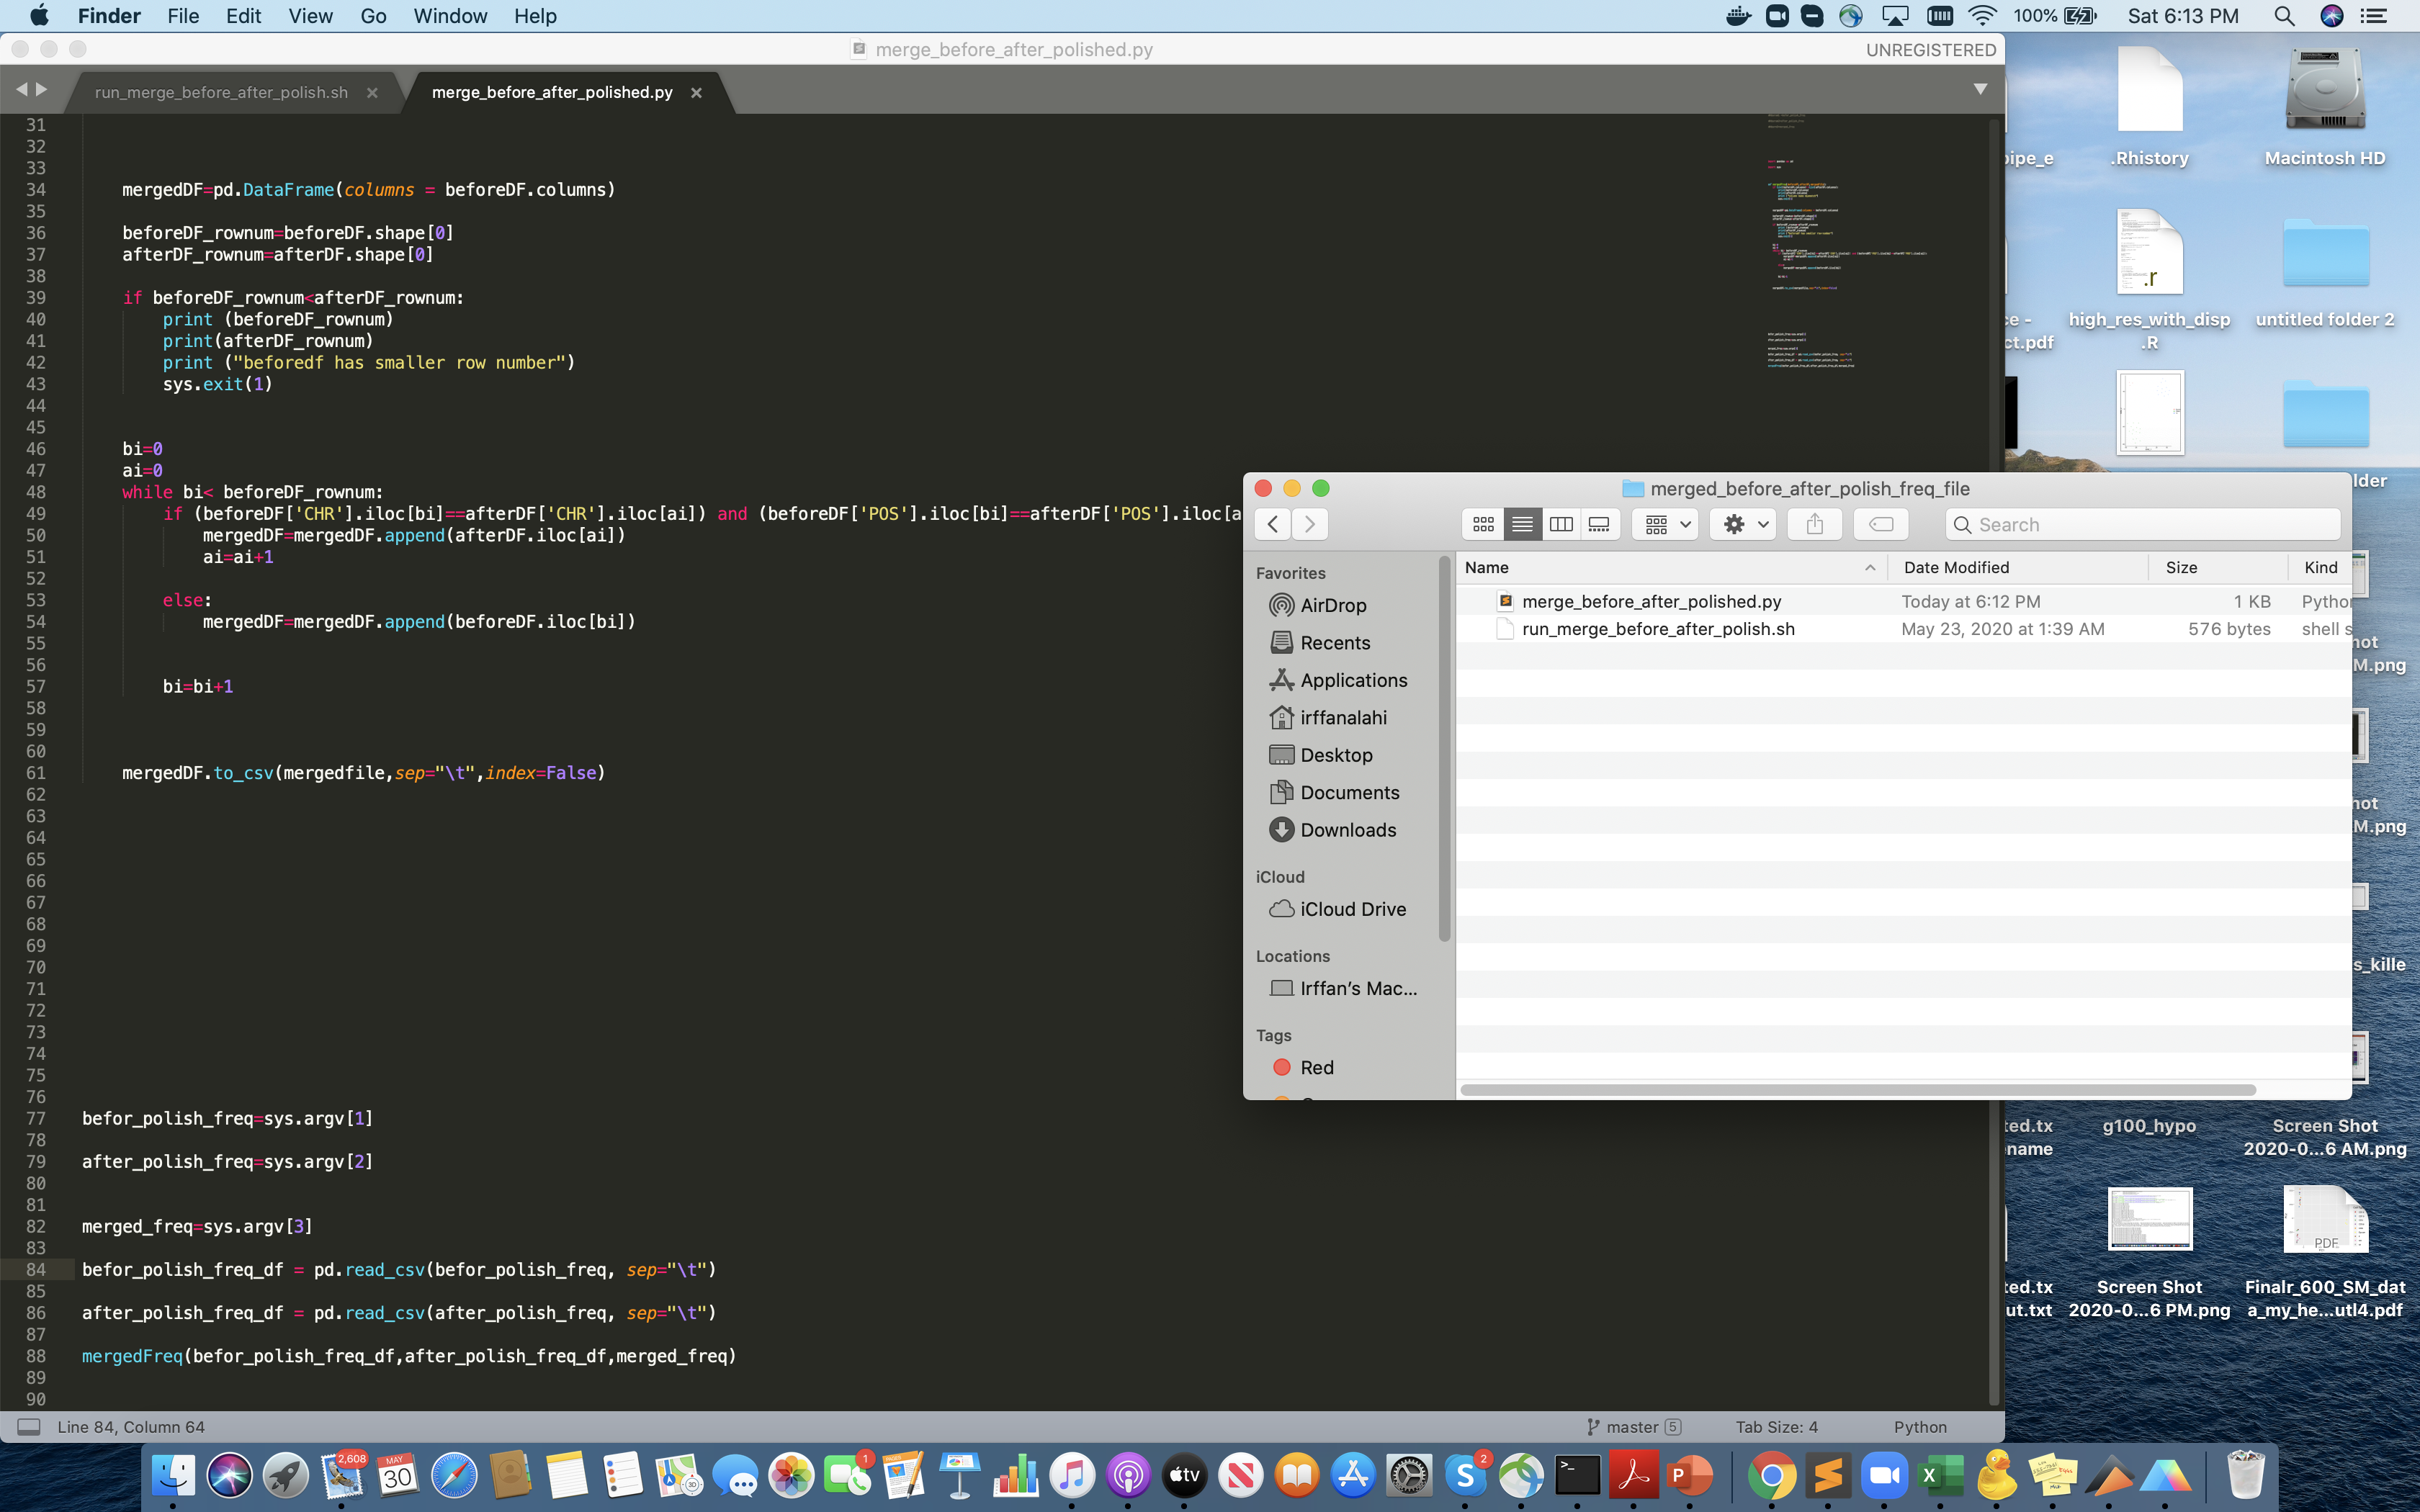 Finder File Edit View Go Window Help
100% Sat 6:13 PM
merge_before_after_polished.py
UNREGISTERED
run_merge_before_after_polish.sh
merge_before_after_polished.py
31
32
33
34 mergedDF=pd.DataFrame(columns = beforeDF.columns)
35
36 beforeDF_rownum=beforeDF.shape[0]
37 afterDF_rownum=afterDF.shape[0]
38
39 if beforeDF_rownum<afterDF_rownum:
40 print (beforeDF_rownum)
41 print(afterDF_rownum)
42 print ("beforedf has smaller row number")
43 sys.exit(1)
44
45
46 bi=0
47 ai=0
48 while bi< beforeDF_rownum:
49 if (beforeDF['CHR'].iloc[bi]==afterDF['CHR'].iloc[ai]) and (beforeDF['POS'].iloc[bi]==afterDF['POS'].iloc[a
50 mergedDF=mergedDF.append(afterDF.iloc[ai])
51 ai=ai+1
52
53 else:
54 mergedDF=mergedDF.append(beforeDF.iloc[bi])
55
56
57 bi=bi+1
58
59
60
61 mergedDF.to_csv(mergedfile,sep="\t",index=False)
62
63
64
65
66
67
68
69
70
71
72
73
74
75
76
77 befor_polish_freq=sys.argv[1]
78
79 after_polish_freq=sys.argv[2]
80
81
82 merged_freq=sys.argv[3]
83
84 befor_polish_freq_df = pd.read_csv(befor_polish_freq, sep="\t")
85
86 after_polish_freq_df = pd.read_csv(after_polish_freq, sep="\t")
87
88 mergedFreq(befor_polish_freq_df,after_polish_freq_df,merged_freq)
89
90
Line 84, Column 64
master 5
Tab Size: 4
Python
merged_before_after_polish_freq_file
Search
Favorites
AirDrop
Recents
Applications
irffanalahi
Desktop
Documents
Downloads
iCloud
iCloud Drive
Locations
Irffan's Mac...
Tags
Red
Name Date Modified Size Kind
merge_before_after_polished.py Today at 6:12 PM 1 KB Python
run_merge_before_after_polish.sh May 23, 2020 at 1:39 AM 576 bytes shell s
pipe_e
.Rhistory
Macintosh HD
ce -
ct.pdf
.r
high_res_with_disp
.R
untitled folder 2
lder
hot
M.png
hot
M.png
s_kille
ted.tx
name
g100_hypo
Screen Shot
2020-0...6 AM.png
ted.tx
ut.txt
Screen Shot
2020-0...6 PM.png
PDF
Finalr_600_SM_dat
a_my_he...utl4.pdf
2,608
MAY
30
3D
1
tv
2